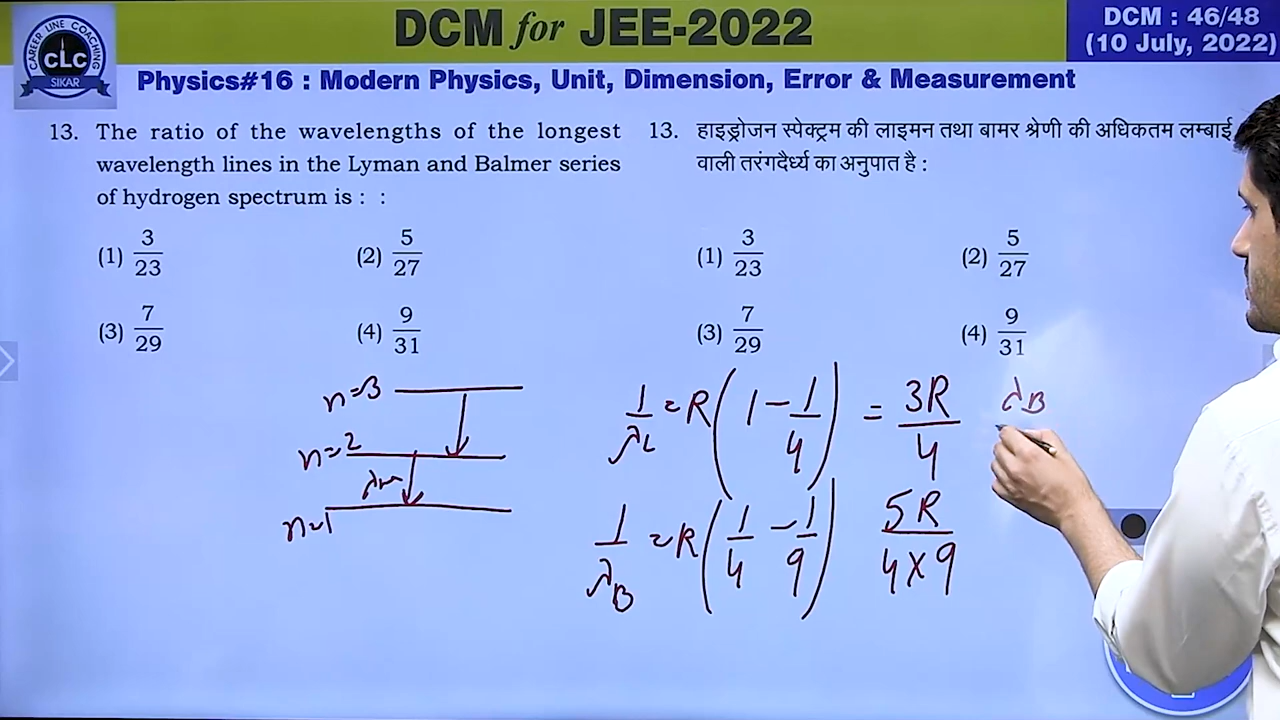 DCM for JEE-2022
DCM : 46/48
(10 July, 2022)
CAREER LINE COACHING
CLC
SIKAR
Physics#16 : Modern Physics, Unit, Dimension, Error & Measurement
13. The ratio of the wavelengths of the longest
wavelength lines in the Lyman and Balmer series
of hydrogen spectrum is : :
(1) 3/23
(2) 5/27
(3) 7/29
(4) 9/31
13. हाइड्रोजन स्पेक्ट्रम की लाइमन तथा बामर श्रेणी की अधिकतम लम्बाई
वाली तरंगदैर्ध्य का अनुपात है :
(1) 3/23
(2) 5/27
(3) 7/29
(4) 9/31
n=3
n=2
n=1
1/λL = R(1 - 1/4) = 3R/4
λB
1/λB = R(1/4 - 1/9) 5R/4×9